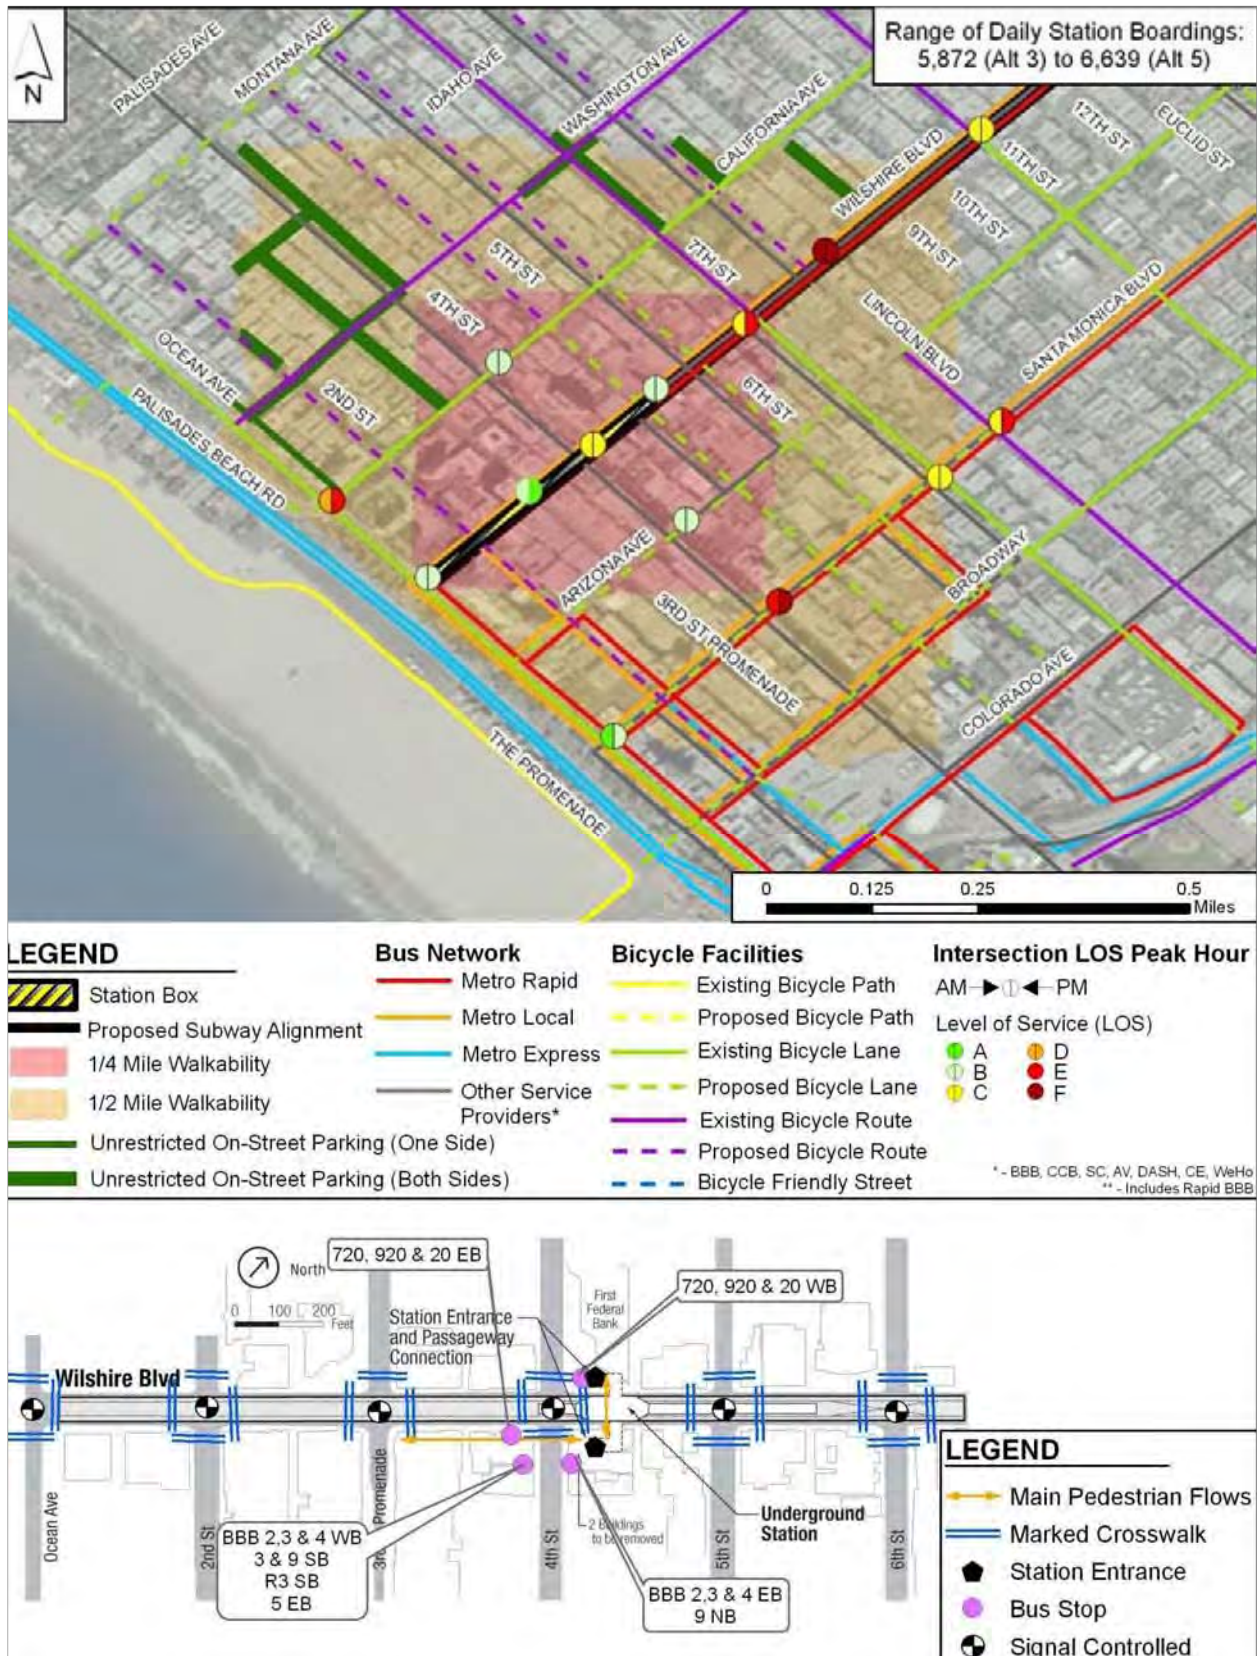 Range of Daily Station Boardings:
5,872 (Alt 3) to 6,639 (Alt 5)
N
PALISADES AVE
MONTANA AVE
IDAHO AVE
WASHINGTON AVE
CALIFORNIA AVE
WILSHIRE BLVD
12TH ST
EUCLID ST
11TH ST
10TH ST
9TH ST
7TH ST
5TH ST
4TH ST
LINCOLN BLVD
SANTA MONICA BLVD
OCEAN AVE
2ND ST
6TH ST
PALISADES BEACH RD
ARIZONA AVE
3RD ST PROMENADE
BROADWAY
COLORADO AVE
THE PROMENADE
0 0.125 0.25 0.5
Miles
LEGEND
Station Box
Proposed Subway Alignment
1/4 Mile Walkability
1/2 Mile Walkability
Unrestricted On-Street Parking (One Side)
Unrestricted On-Street Parking (Both Sides)
Bus Network
Metro Rapid
Metro Local
Metro Express
Other Service
Providers*
Bicycle Facilities
Existing Bicycle Path
Proposed Bicycle Path
Existing Bicycle Lane
Proposed Bicycle Lane
Existing Bicycle Route
Proposed Bicycle Route
Bicycle Friendly Street
Intersection LOS Peak Hour
AM PM
Level of Service (LOS)
A D
B E
C F
* - BBB, CCB, SC, AV, DASH, CE, WeHo
** - Includes Rapid BBB
North
0 100 200
Feet
720, 920 & 20 EB
720, 920 & 20 WB
First
Federal
Bank
Station Entrance
and Passageway
Connection
Wilshire Blvd
Ocean Ave
2nd St
Promenade
4th St
5th St
6th St
2 Buildings
to be removed
Underground
Station
BBB 2,3 & 4 WB
3 & 9 SB
R3 SB
5 EB
BBB 2,3 & 4 EB
9 NB
LEGEND
Main Pedestrian Flows
Marked Crosswalk
Station Entrance
Bus Stop
Signal Controlled